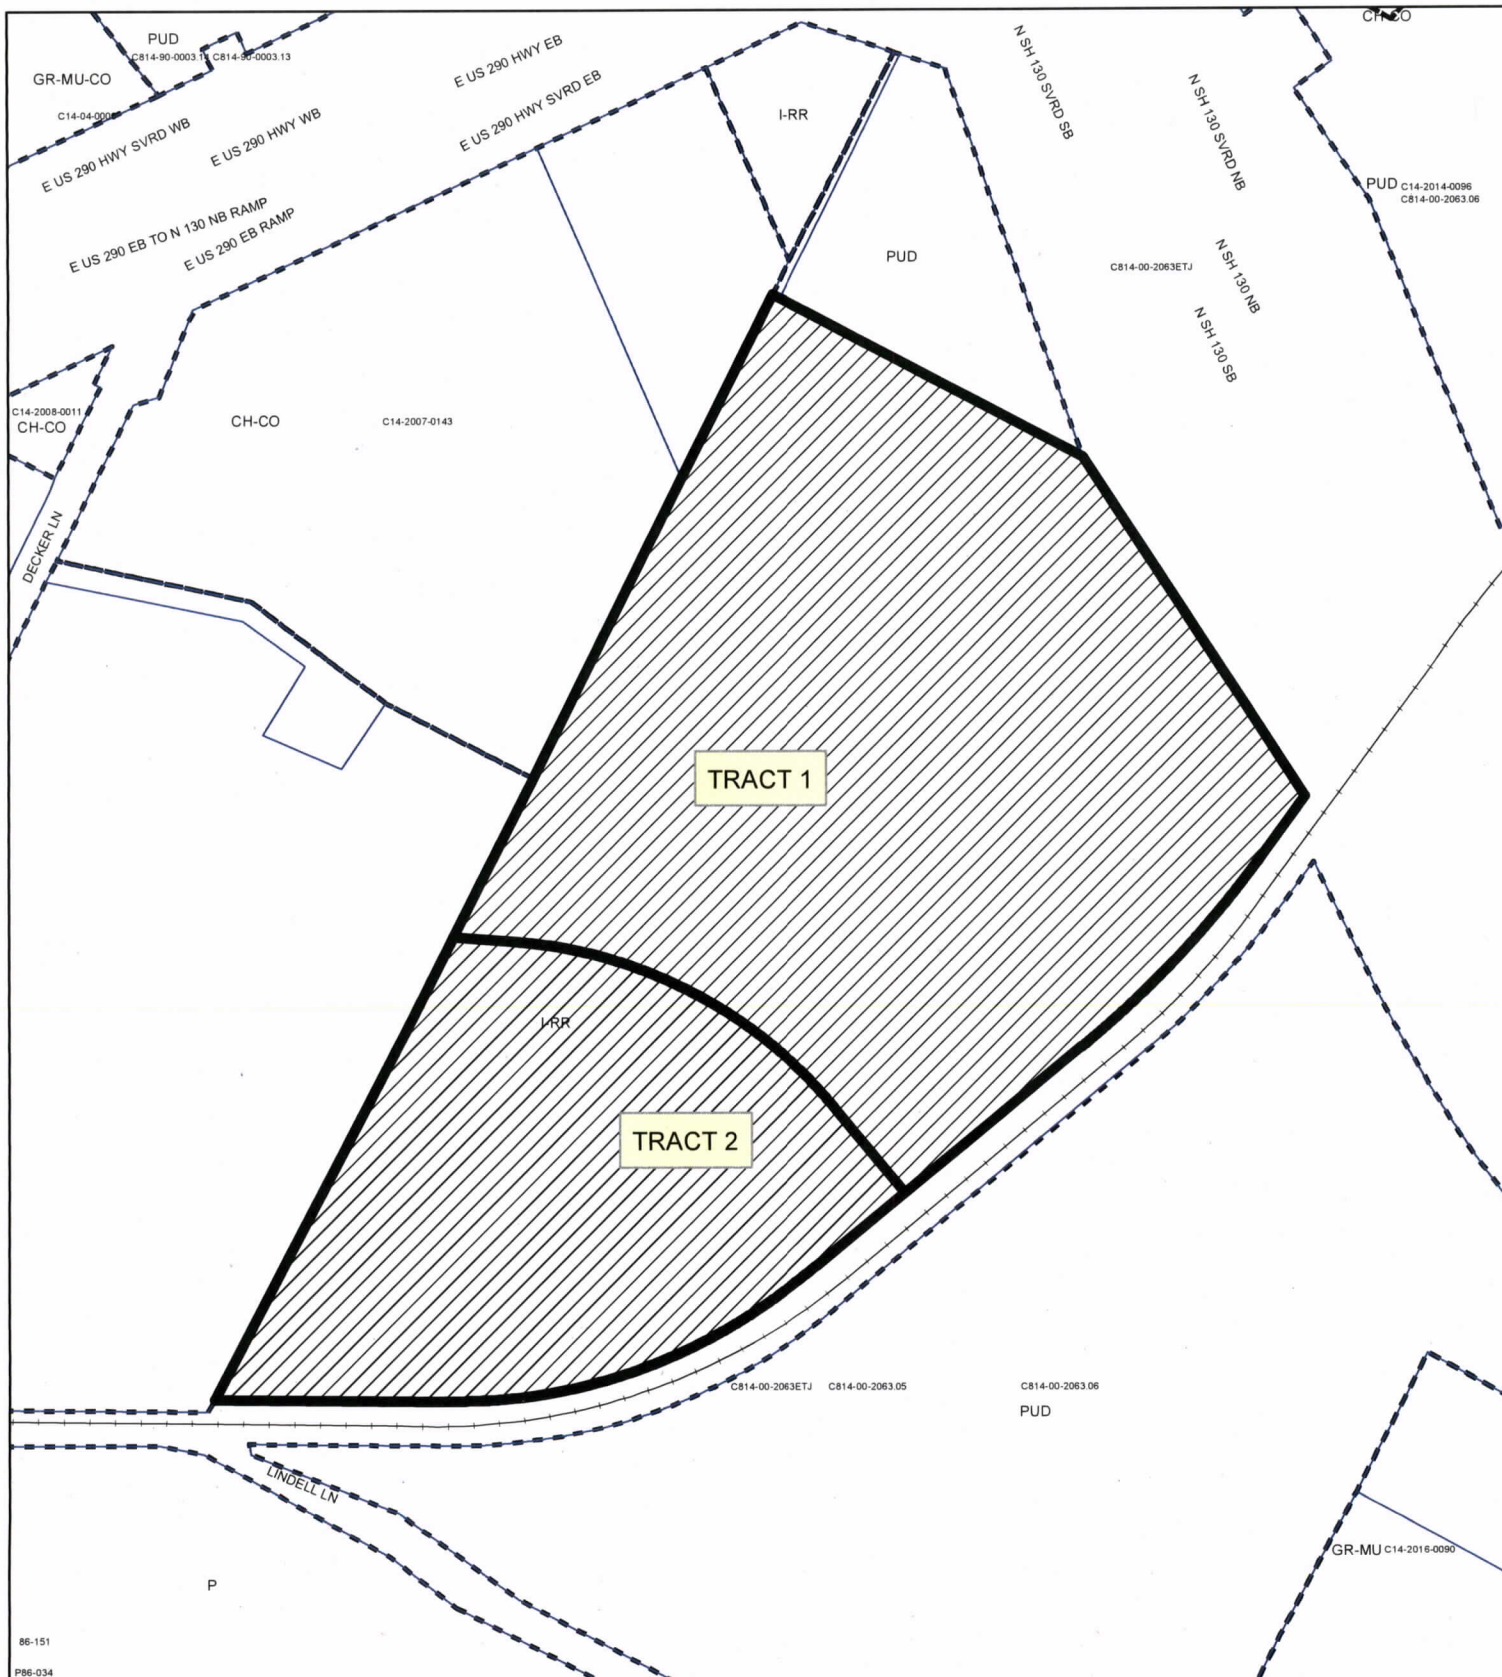 CH-CO
PUD
C814-90-0003.13
GR-MU-CO
E US 290 HWY EB
E US 290 HWY SVRD EB
E US 290 HWY SVRD WB
E US 290 HWY WB
I-RR
N SH 130 SVRD SB
N SH 130 SVRD NB
PUD C14-2014-0096
C814-00-2063.06
E US 290 EB TO N 130 NB RAMP
E US 290 EB RAMP
PUD
C814-00-2063ETJ
N SH 130 NB
N SH 130 SB
C14-2008-0011
CH-CO
CH-CO
C14-2007-0143
DECKER LN
TRACT 1
I-RR
TRACT 2
C814-00-2063ETJ C814-00-2063.05 C814-00-2063.06
PUD
LINDELL LN
GR-MU C14-2016-0090
P
86-151
P86-034